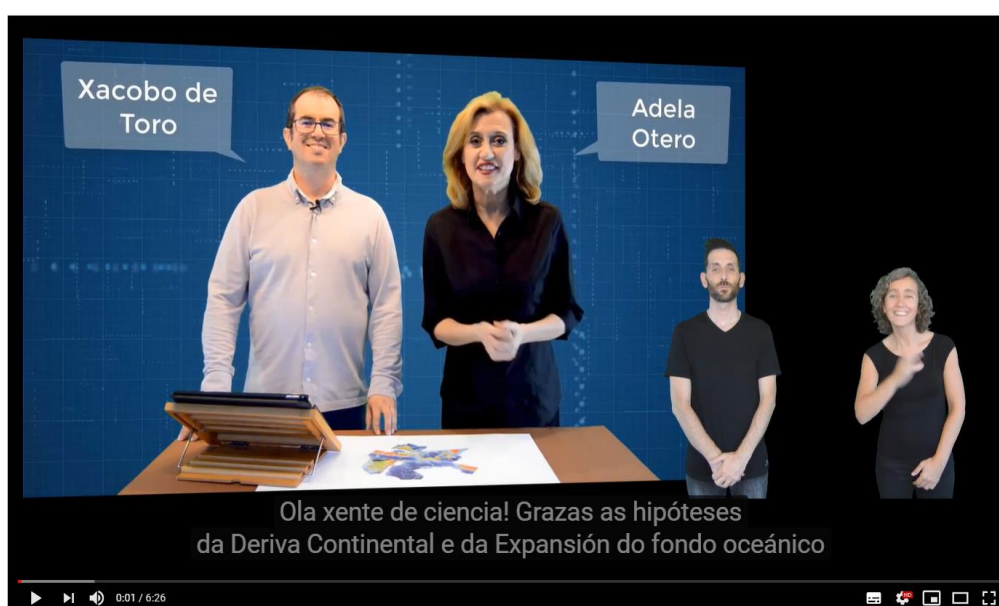 Xacobo de
Toro
Adela
Otero
Ola xente de ciencia! Grazas as hipóteses
da Deriva Continental e da Expansión do fondo oceánico
0:01 / 6:26
HD